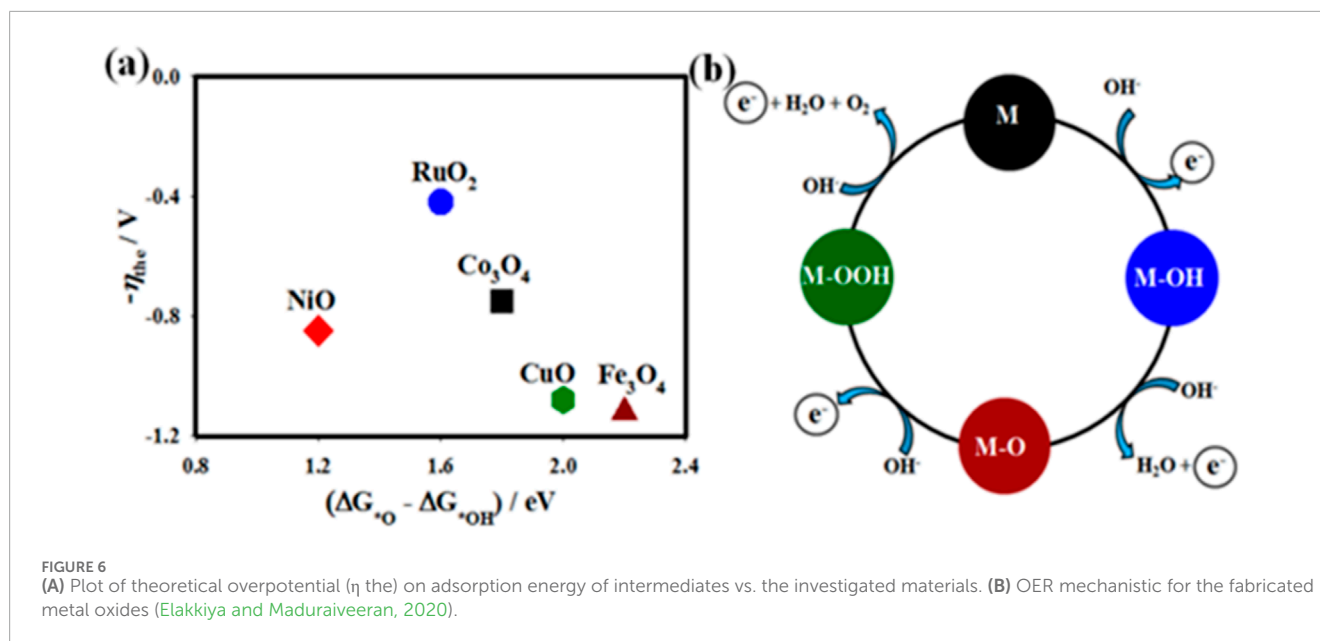 (a)
0.0
-0.4
-0.8
-1.2
-ηthe / V
RuO₂
Co₃O₄
NiO
CuO
Fe₃O₄
0.8 1.2 1.6 2.0 2.4
(ΔG*O - ΔG*OH) / eV
(b)
M
OH⁻
e⁻
e⁻ + H₂O + O₂
OH⁻
M-OOH
M-OH
e⁻
OH⁻
M-O
OH⁻
H₂O + e⁻
FIGURE 6
(A) Plot of theoretical overpotential (η the) on adsorption energy of intermediates vs. the investigated materials. (B) OER mechanistic for the fabricated
metal oxides (Elakkiya and Maduraiveeran, 2020).